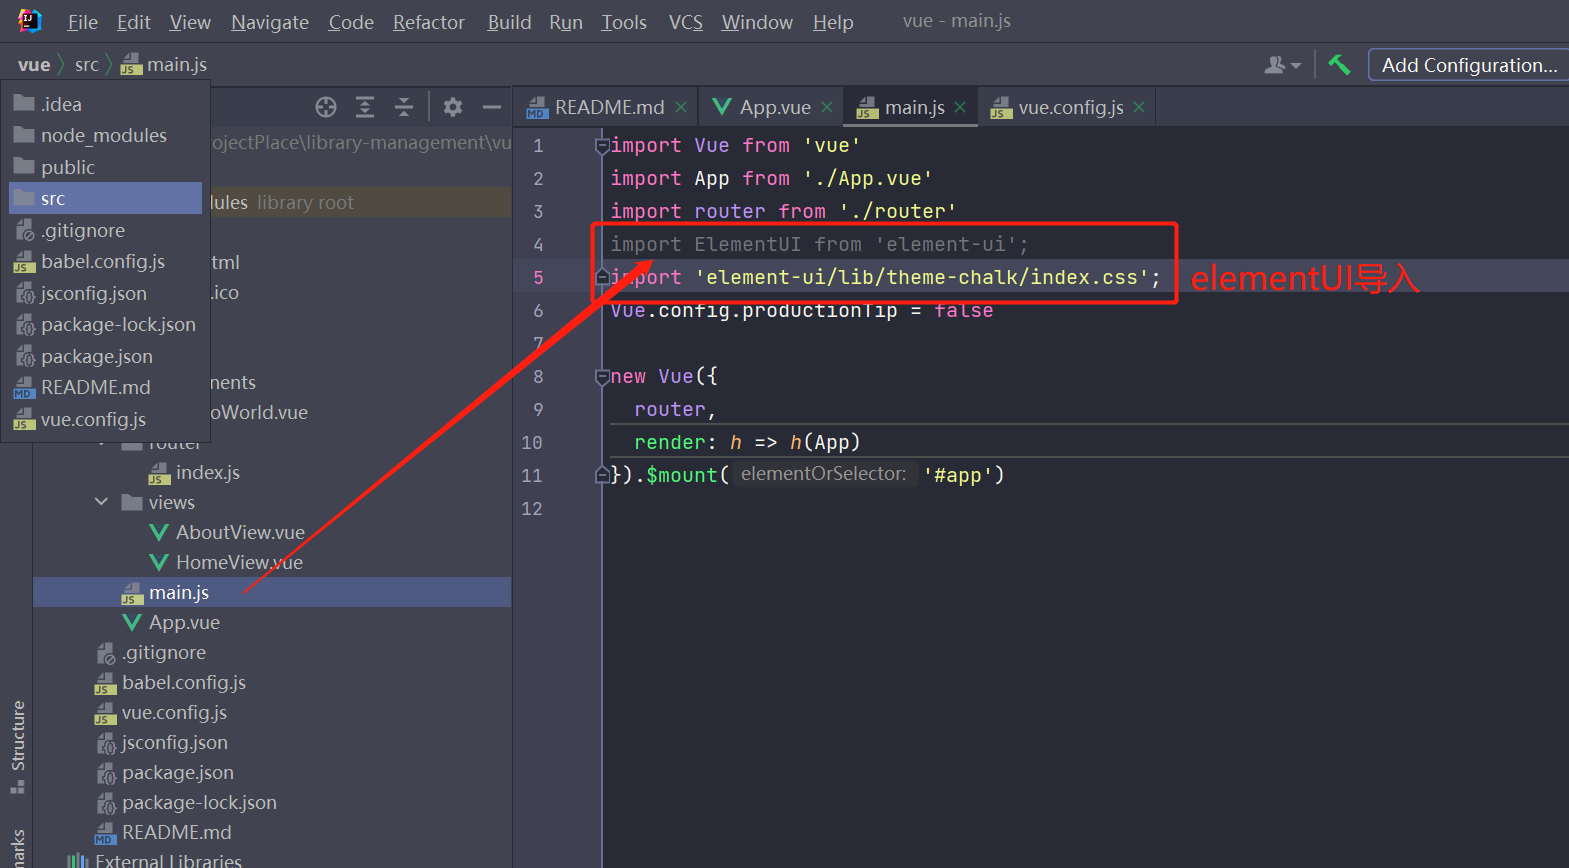 File Edit View Navigate Code Refactor Build Run Tools VCS Window Help vue - main.js
vue src main.js
Add Configuration...
.idea
node_modules
public
src
.gitignore
babel.config.js
jsconfig.json
package-lock.json
package.json
README.md
vue.config.js
rojectPlace\library-management\vu
dules library root
html
.ico
nents
oWorld.vue
router
index.js
views
AboutView.vue
HomeView.vue
main.js
App.vue
.gitignore
babel.config.js
vue.config.js
jsconfig.json
package.json
package-lock.json
README.md
External Libraries
Structure
marks
README.md App.vue main.js vue.config.js
1 import Vue from 'vue'
2 import App from './App.vue'
3 import router from './router'
4 import ElementUI from 'element-ui';
5 import 'element-ui/lib/theme-chalk/index.css';
6 Vue.config.productionTip = false
7
8 new Vue({
9 router,
10 render: h => h(App)
11 }).$mount( elementOrSelector: '#app')
12
elementUI导入